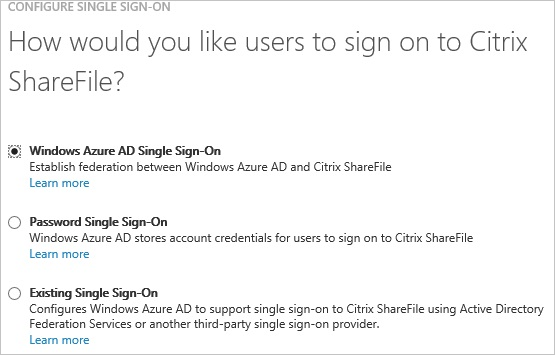 CONFIGURE SINGLE SIGN-ON
How would you like users to sign on to Citrix
ShareFile?
Windows Azure AD Single Sign-On
Establish federation between Windows Azure AD and Citrix ShareFile
Learn more
Password Single Sign-On
Windows Azure AD stores account credentials for users to sign on to Citrix ShareFile
Learn more
Existing Single Sign-On
Configures Windows Azure AD to support single sign-on to Citrix ShareFile using Active Directory
Federation Services or another third-party single sign-on provider.
Learn more